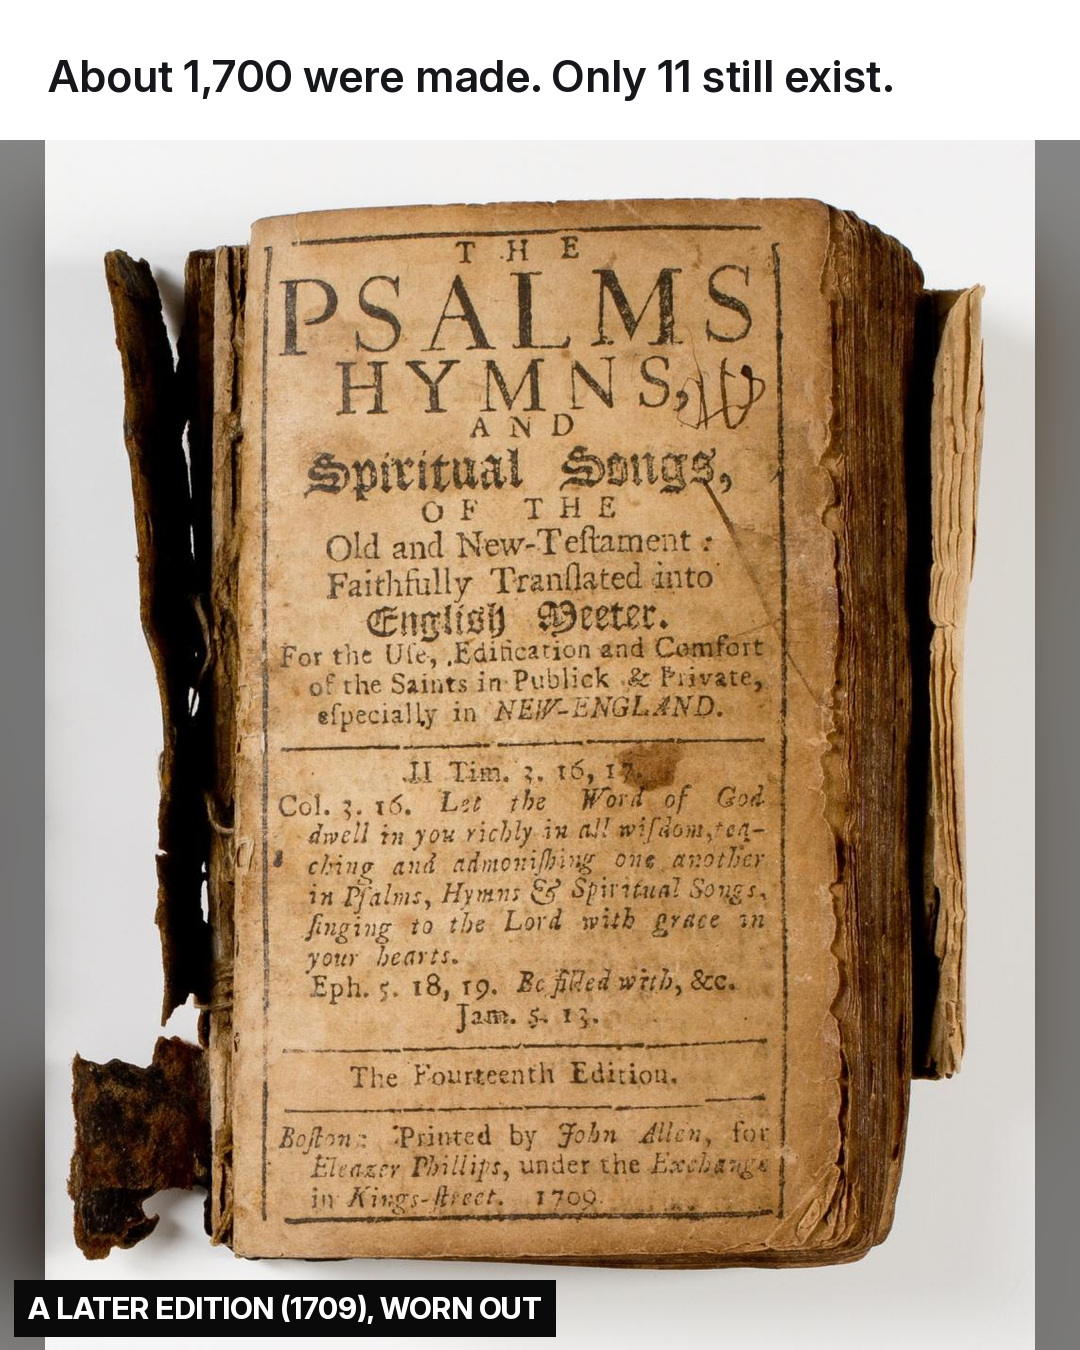 About 1,700 were made. Only 11 still exist.
THE
PSALMS
HYMNS,
AND
Spiritual Songs,
OF THE
Old and New-Teſtament :
Faithfully Tranſlated into
Engliſh Meeter.
For the Uſe, Edification and Comfort
of the Saints in Publick & Private,
eſpecially in NEW-ENGLAND.
II Tim. 3. 16, 17.
Col. 3. 16. Let the Word of God
dwell in you richly in all wiſdom, tea-
ching and admoniſhing one another
in Pſalms, Hymns & Spiritual Songs,
ſinging to the Lord with grace in
your hearts.
Eph. 5. 18, 19. Be filled with, &c.
Jam. 5. 13.
The Fourteenth Edition.
Boſton: Printed by John Allen, for
Eleazer Phillips, under the Exchange
in Kings-ſtreet. 1709.
A LATER EDITION (1709), WORN OUT